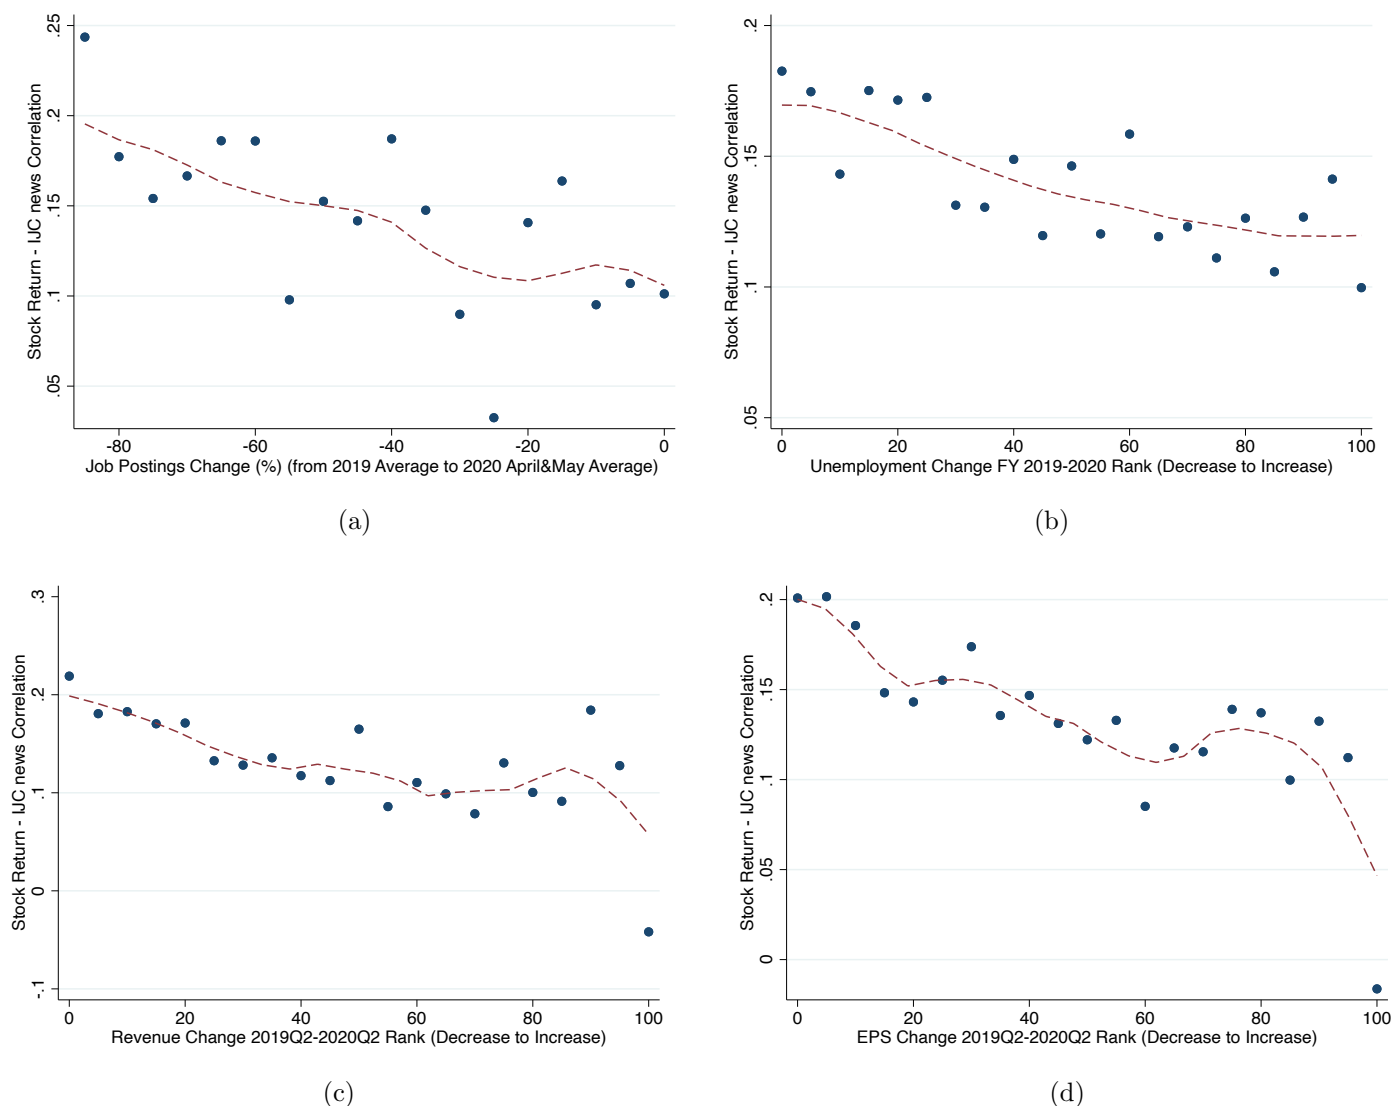 .25
.2
.15
.1
.05
Stock Return - IJC news Correlation
-80 -60 -40 -20 0
Job Postings Change (%) (from 2019 Average to 2020 April&May Average)
(a)
.2
.15
.1
.05
Stock Return - IJC news Correlation
0 20 40 60 80 100
Unemployment Change FY 2019-2020 Rank (Decrease to Increase)
(b)
.3
.2
.1
0
-.1
Stock Return - IJC news Correlation
0 20 40 60 80 100
Revenue Change 2019Q2-2020Q2 Rank (Decrease to Increase)
(c)
.2
.15
.1
.05
0
Stock Return - IJC news Correlation
0 20 40 60 80 100
EPS Change 2019Q2-2020Q2 Rank (Decrease to Increase)
(d)